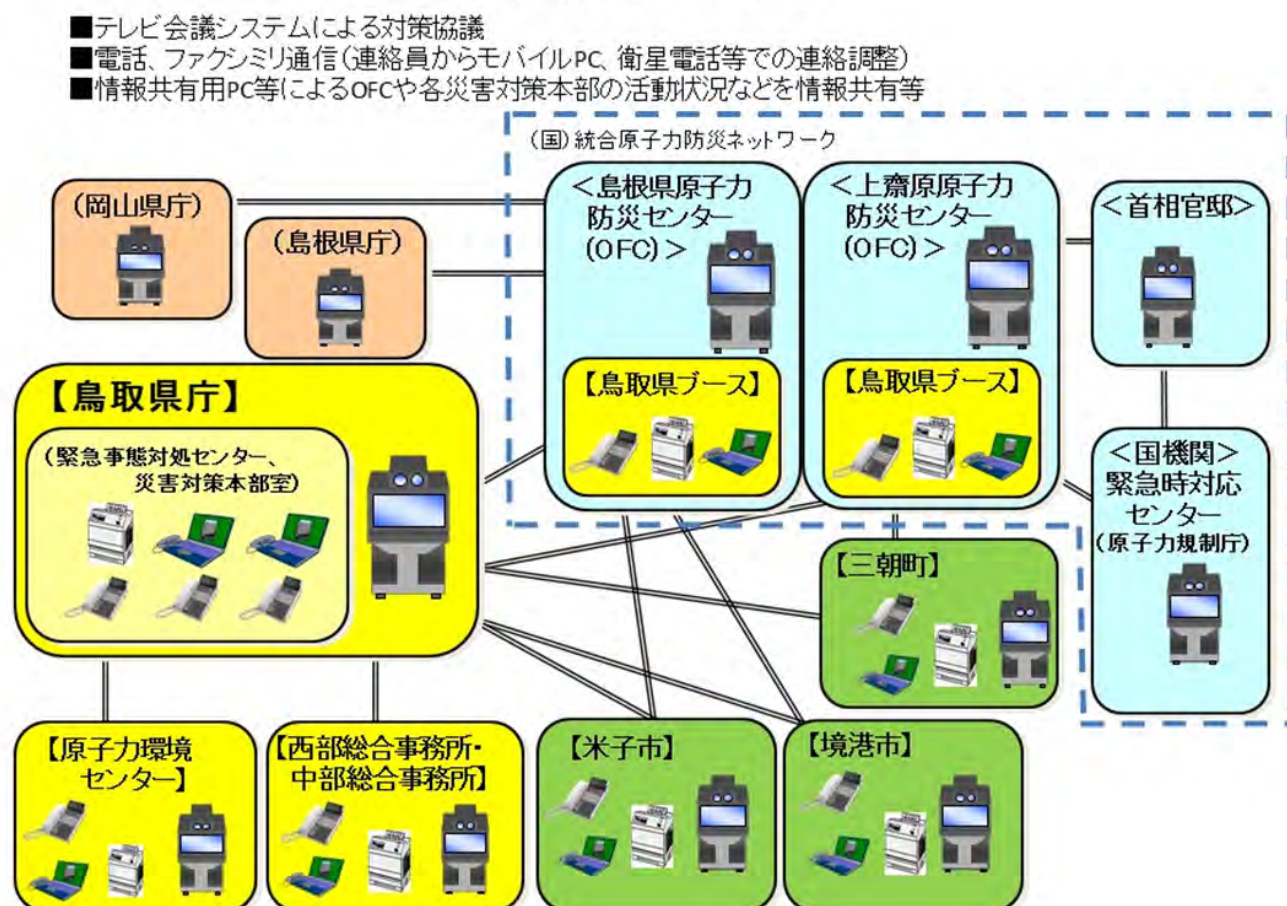 ■テレビ会議システムによる対策協議
■電話、ファクシミリ通信(連絡員からモバイルPC、衛星電話等での連絡調整)
■情報共有用PC等によるOFCや各災害対策本部の活動状況などを情報共有等
(国)統合原子力防災ネットワーク
(岡山県庁)
(島根県庁)
<島根県原子力
防災センター
(OFC)>
<上齋原原子力
防災センター
(OFC)>
<首相官邸>
【鳥取県ブース】
【鳥取県ブース】
【鳥取県庁】
(緊急事態対処センター、
災害対策本部室)
<国機関>
緊急時対応
センター
(原子力規制庁)
【三朝町】
【原子力環境
センター】
【西部総合事務所・
中部総合事務所】
【米子市】
【境港市】